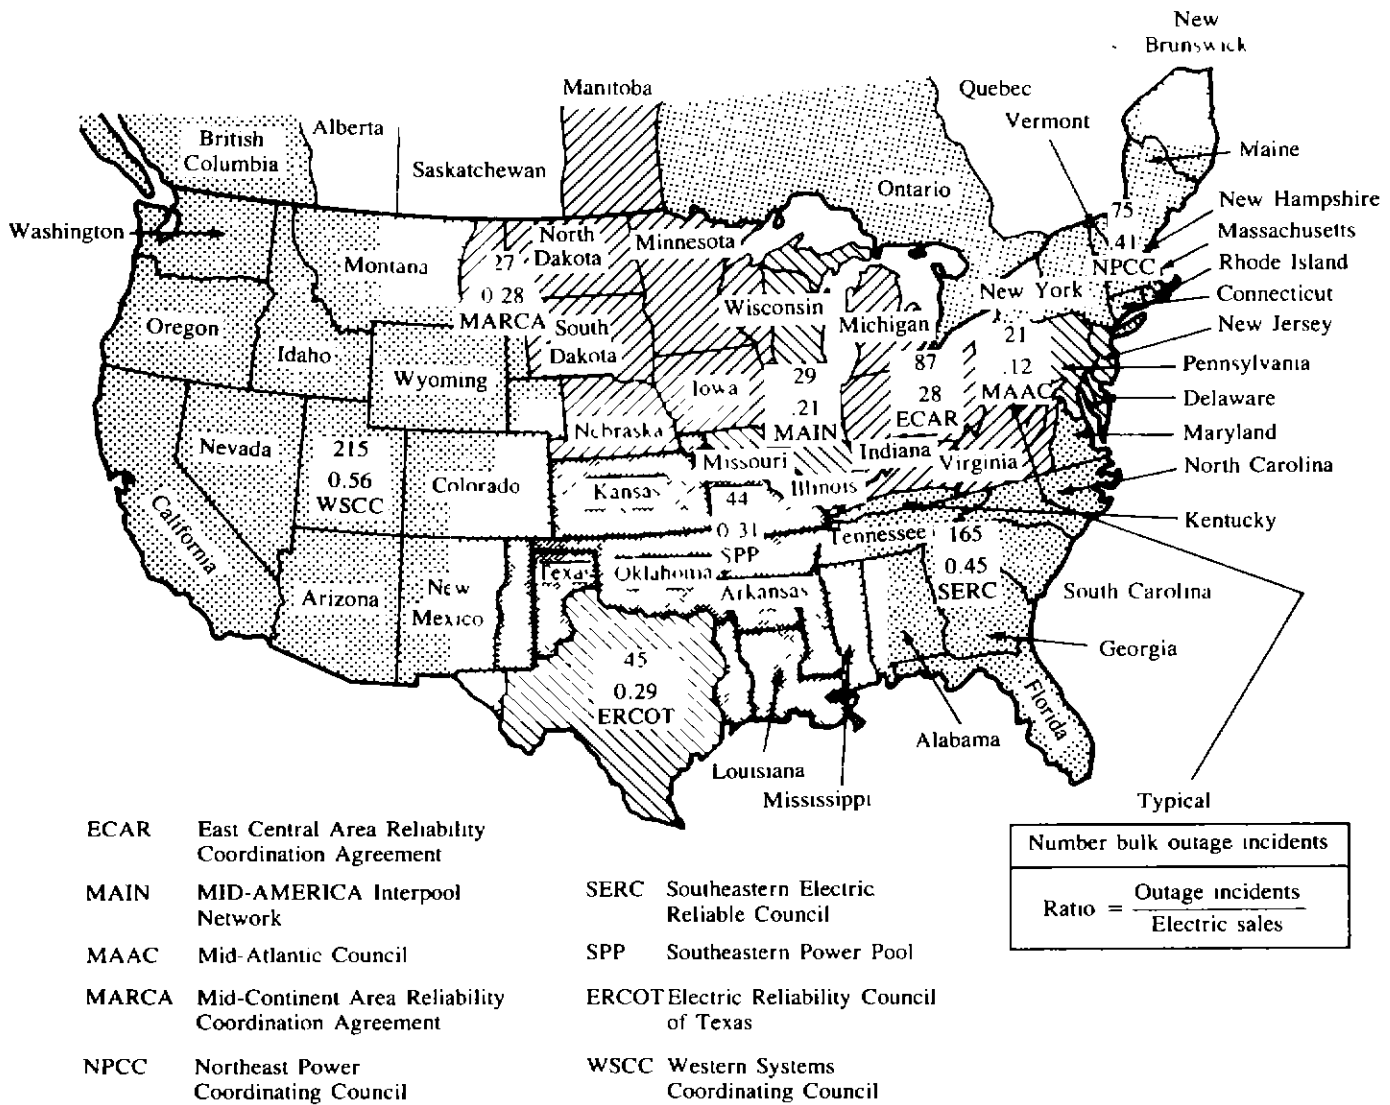 New
Brunswick
Manitoba
Quebec
Vermont
British
Columbia
Alberta
Saskatchewan
Ontario
Maine
Washington
Montana
North
Dakota
Minnesota
75
.41
NPCC
New Hampshire
Massachusetts
Rhode Island
Connecticut
New Jersey
Pennsylvania
Delaware
Maryland
North Carolina
Kentucky
27
0.28
MARCA
Oregon
Idaho
Wyoming
South
Dakota
Wisconsin
Michigan
New York
21
.12
MAAC
87
28
ECAR
29
.21
MAIN
Iowa
Nebraska
Nevada
215
0.56
WSCC
Colorado
Kansas
Missouri
Illinois
Indiana
Virginia
44
0.31
SPP
Tennessee
165
0.45
SERC
California
Arizona
New
Mexico
Texas
Oklahoma
Arkansas
South Carolina
Georgia
45
0.29
ERCOT
Florida
Alabama
Louisiana
Mississippi
Typical
Number bulk outage incidents
Ratio = Outage incidents
Electric sales
ECAR East Central Area Reliability
Coordination Agreement
MAIN MID-AMERICA Interpool
Network
MAAC Mid-Atlantic Council
MARCA Mid-Continent Area Reliability
Coordination Agreement
NPCC Northeast Power
Coordinating Council
SERC Southeastern Electric
Reliable Council
SPP Southeastern Power Pool
ERCOT Electric Reliability Council
of Texas
WSCC Western Systems
Coordinating Council